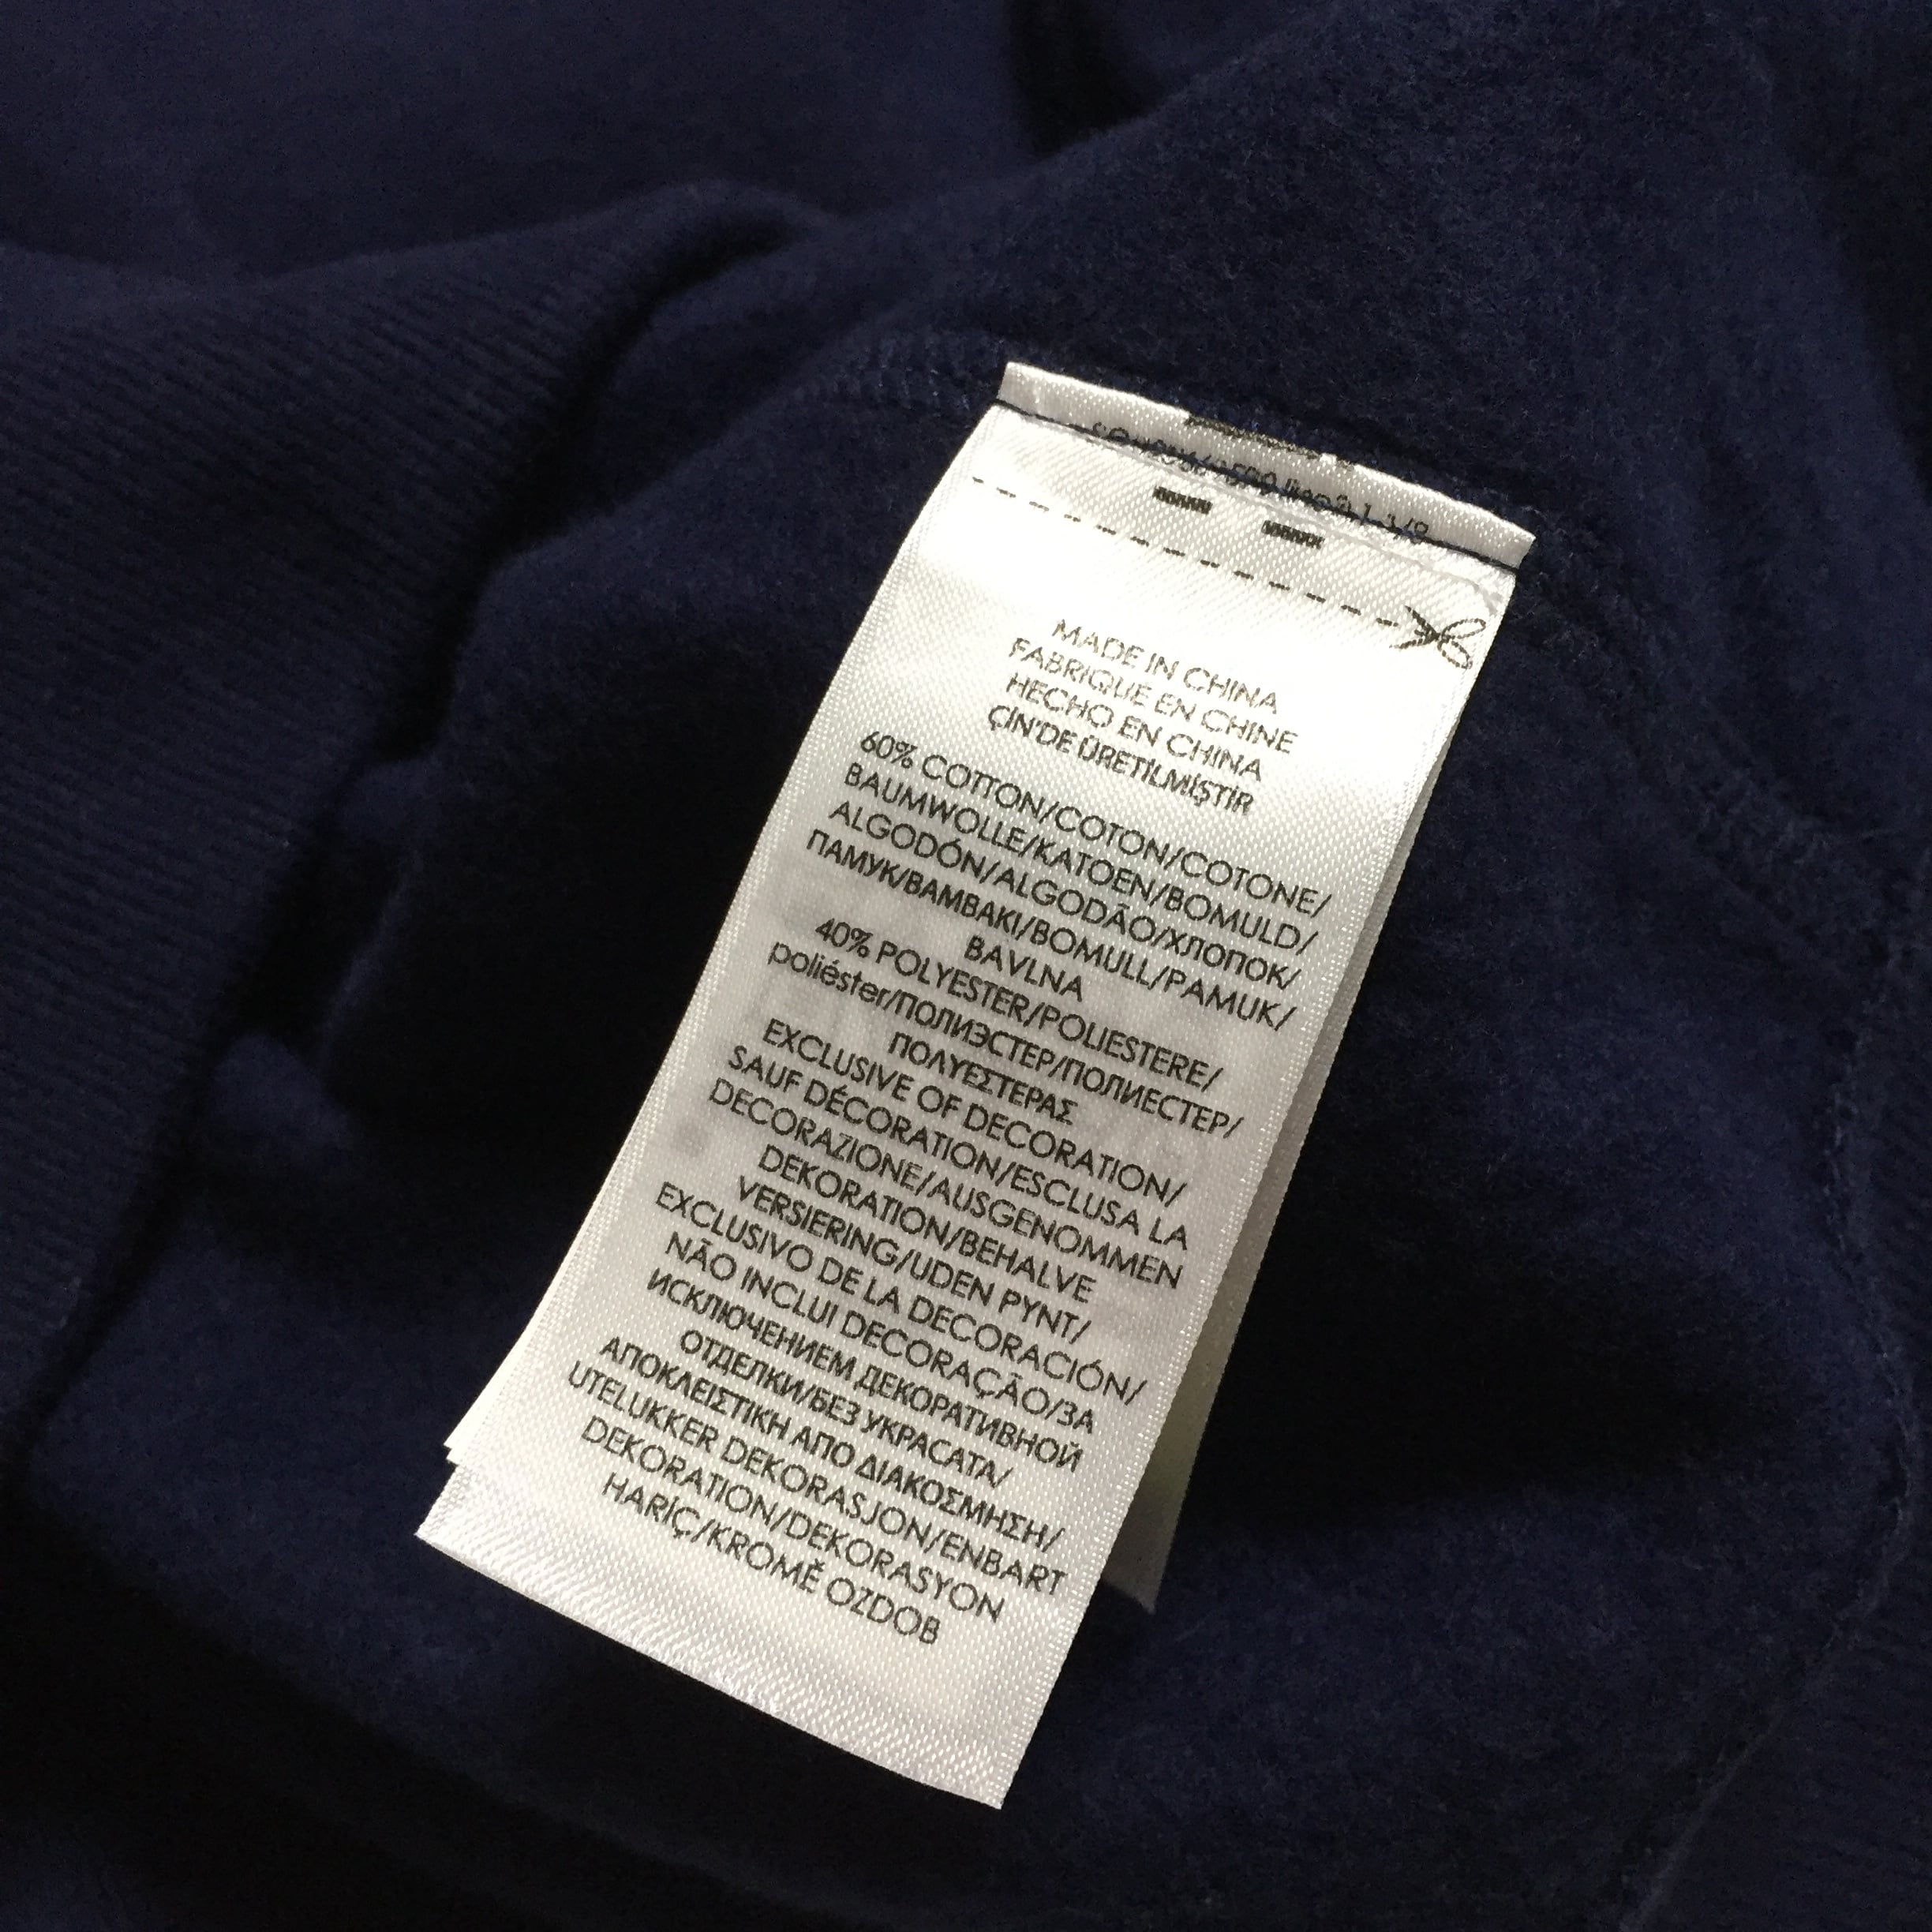 MADE IN CHINA
FABRIQUE EN CHINE
HECHO EN CHINA
ÇİN'DE ÜRETİLMİŞTİR
60% COTTON/COTON/COTONE/
BAUMWOLLE/KATOEN/BOMULD/
ALGODÓN/ALGODÃO/ХЛОПОК/
ПАМУК/ΒΑΜΒΑΚΙ/BOMULL/PAMUK/
BAVLNA
40% POLYESTER/POLIESTERE/
poliéster/ПОЛИЭСТЕР/ПОЛИЕСТЕР/
ΠΟΛΥΕΣΤΕΡΑΣ
EXCLUSIVE OF DECORATION/
SAUF DÉCORATION/ESCLUSA LA
DECORAZIONE/AUSGENOMMEN
DEKORATION/BEHALVE
VERSIERING/UDEN PYNT/
EXCLUSIVO DE LA DECORACIÓN/
NÃO INCLUI DECORAÇÃO/ЗА
ИСКЛЮЧЕНИЕМ ДЕКОРАТИВНОЙ
ОТДЕЛКИ/БЕЗ УКРАСАТА/
ΑΠΟΚΛΕΙΣΤΙΚΗ ΑΠΟ ΔΙΑΚΟΣΜΗΣΗ/
UTELUKKER DEKORASJON/ENBART
DEKORATION/DEKORASYON
HARİÇ/KROMĚ OZDOB